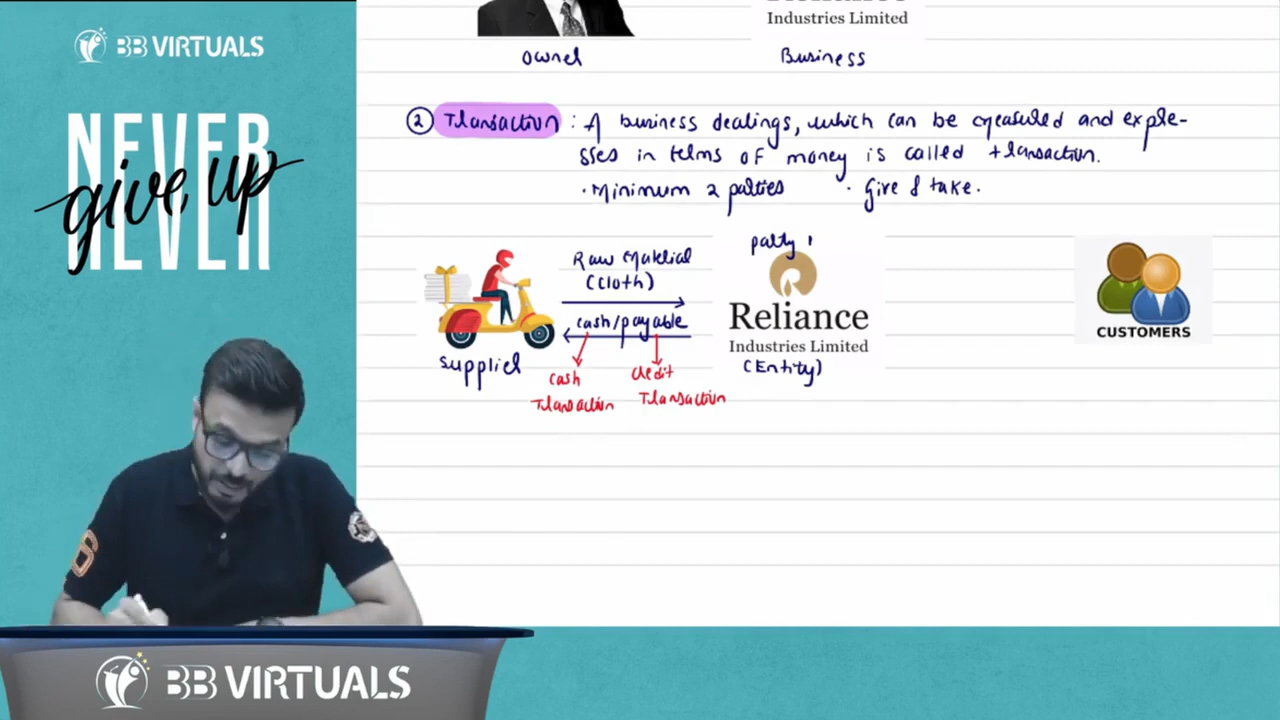 BB VIRTUALS
NEVER
give up
NEVER
Industries Limited
owner
Business
② Transaction : A business dealings, which can be measured and expre-
sses in terms of money is called transaction.
· Minimum 2 parties · Give & take.
party 1
Raw Material
(cloth)
cash/payable
Reliance
Industries Limited
(Entity)
CUSTOMERS
supplier
cash
Transaction
credit
Transaction
6
BB VIRTUALS